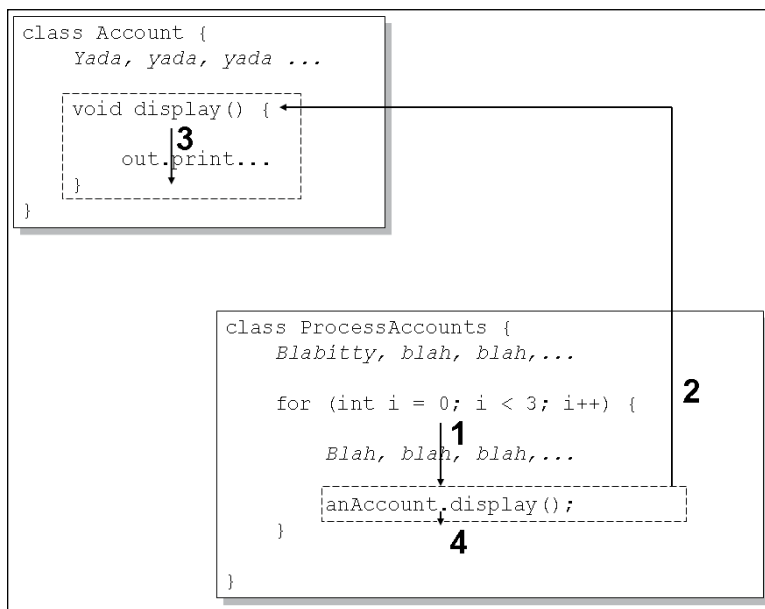 class Account {
Yada, yada, yada ...
void display() {
3
out.print...
}
}
class ProcessAccounts {
Blabitty, blah, blah,...
for (int i = 0; i < 3; i++) {
2
1
Blah, blah, blah,...
anAccount.display();
4
}
}